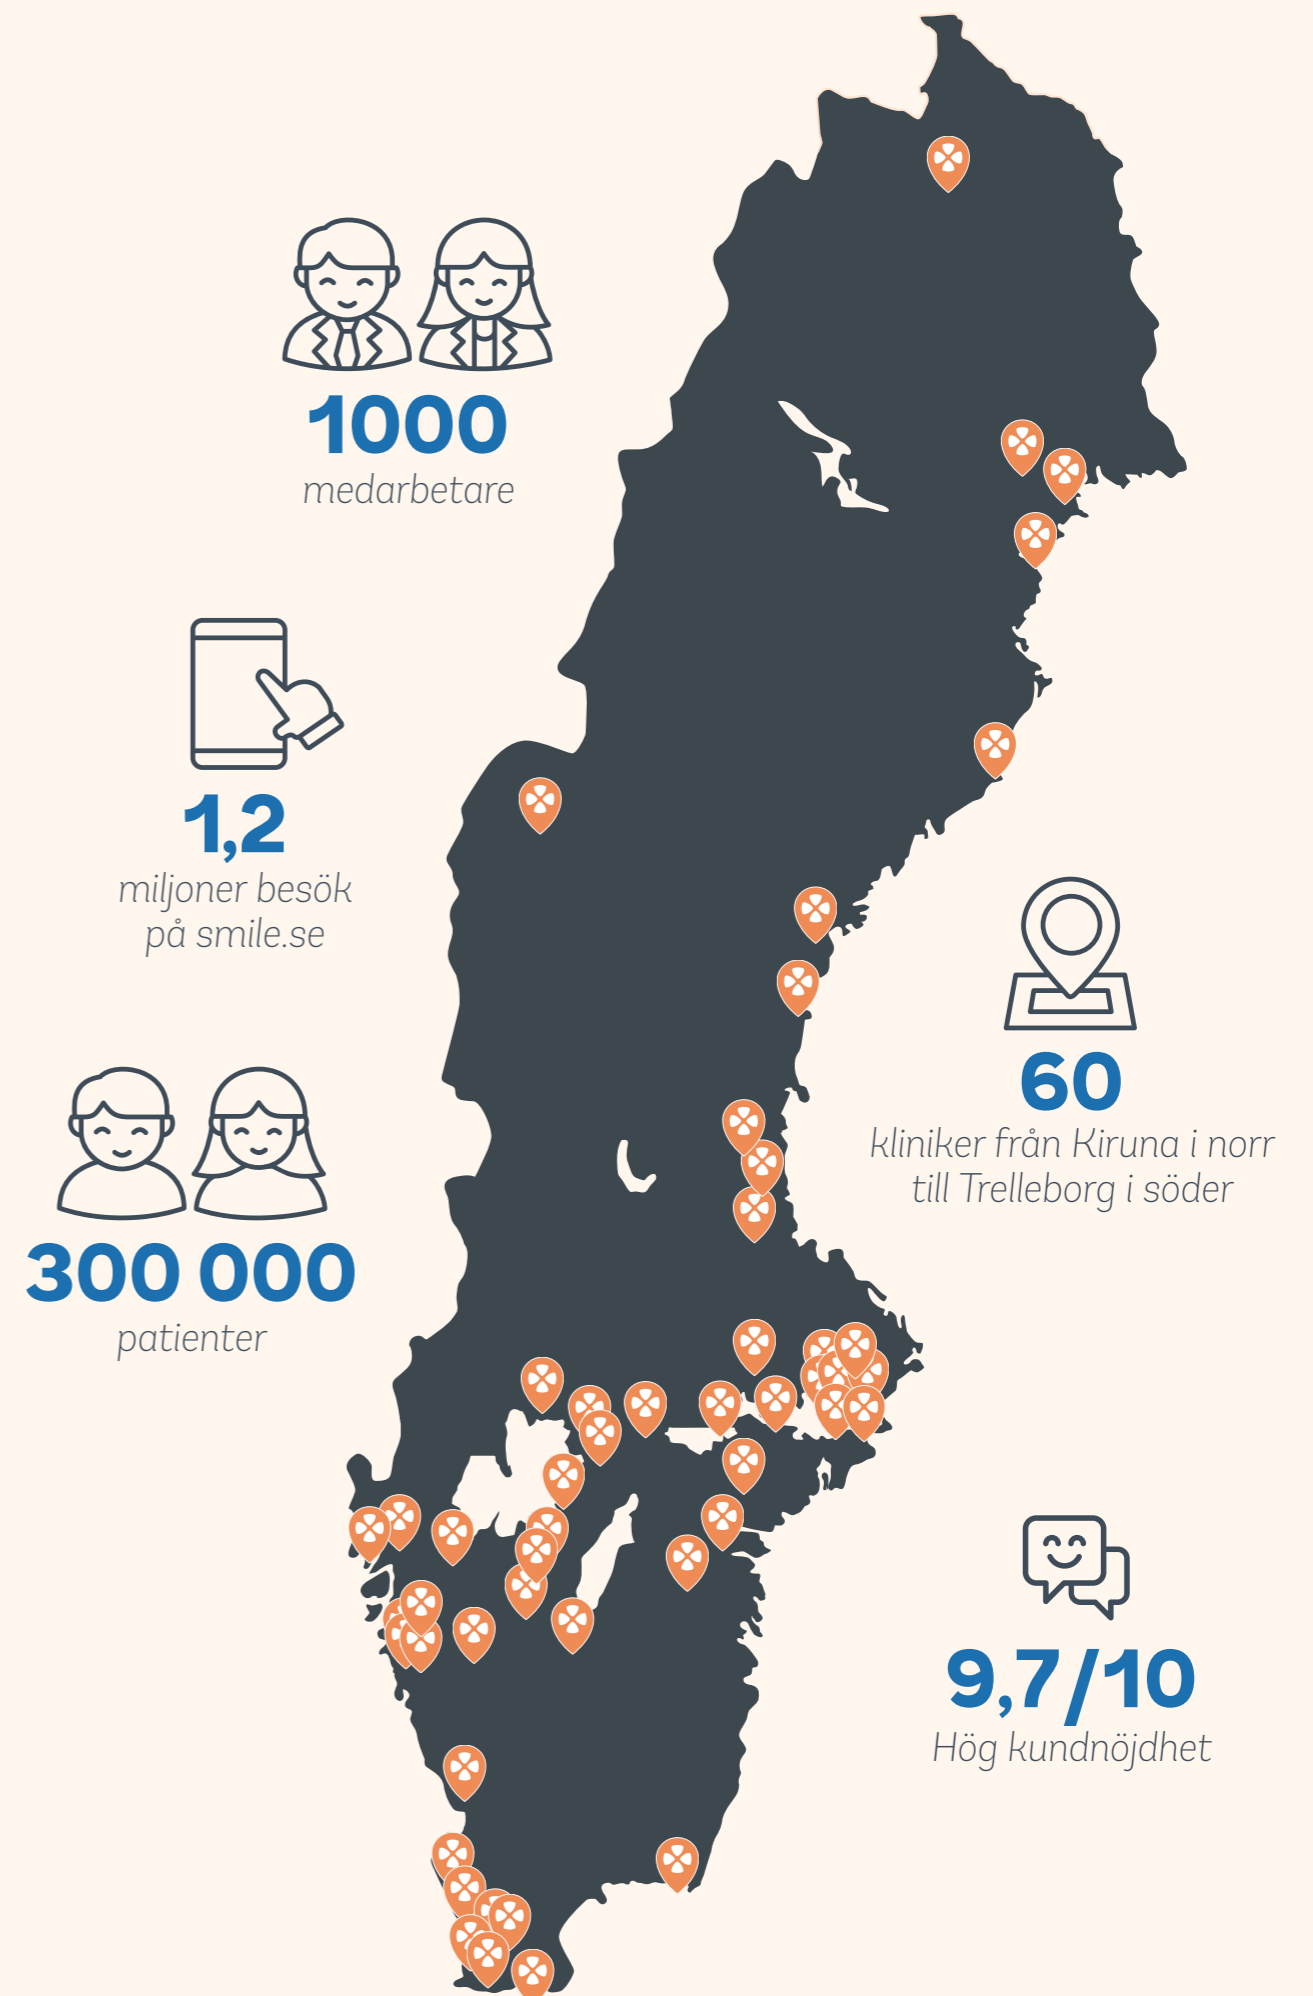 1000
medarbetare
1,2
miljoner besök
på smile.se
300 000
patienter
60
kliniker från Kiruna i norr
till Trelleborg i söder
9,7/10
Hög kundnöjdhet